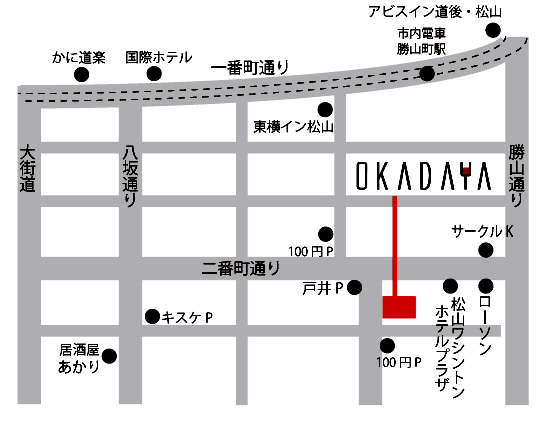 アビスイン道後・松山
市内電車
勝山町駅
かに道楽
国際ホテル
一番町通り
東横イン松山
大街道
八坂通り
勝山通り
OKADAYA
サークルK
100円P
二番町通り
戸井P
キスケP
松山ワシントン
ホテルプラザ
ローソン
居酒屋
あかり
100円P